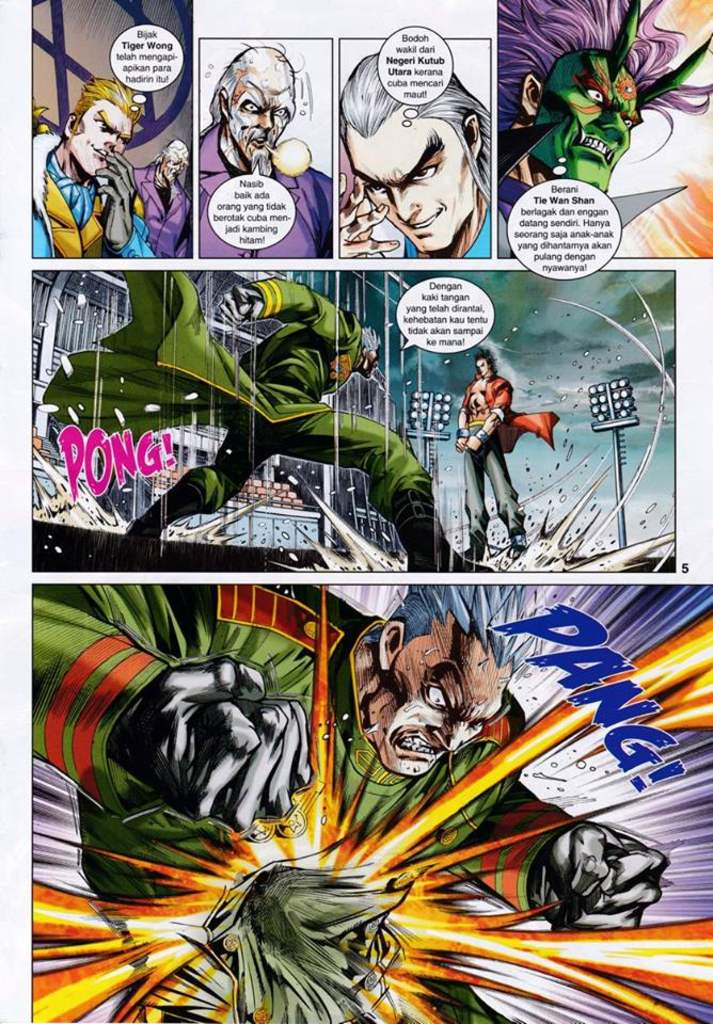 Bijak
Tiger Wong
telah mengapi-
apikan para
hadirin itu!
Nasib
baik ada
orang yang tidak
berotak cuba men-
jadi kambing
hitam!
Bodoh
wakil dari
Negeri Kutub
Utara kerana
cuba mencari
maut!
Berani
Tie Wan Shan
berlagak dan enggan
datang sendiri. Hanya
seorang saja anak-anak
yang dihantarnya akan
pulang dengan
nyawanya!
Dengan
kaki tangan
yang telah dirantai,
kehebatan kau tentu
tidak akan sampai
ke mana!
PONG!
5
PANG!